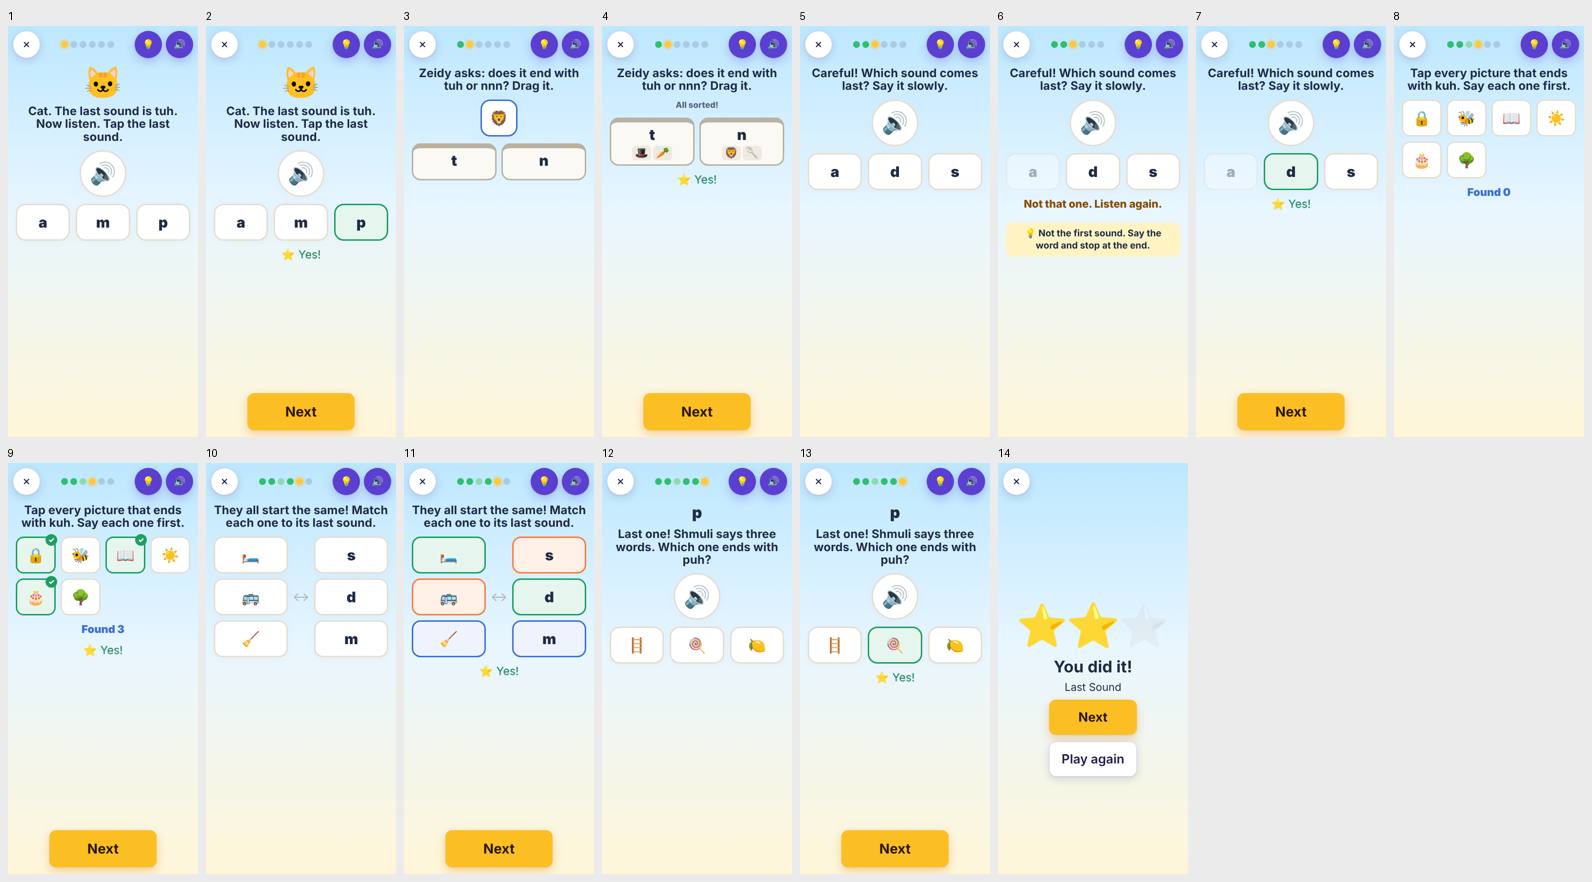 1
2
3
4
5
6
7
8
Cat. The last sound is tuh.
Now listen. Tap the last
sound.
a
m
p
Cat. The last sound is tuh.
Now listen. Tap the last
sound.
a
m
p
Yes!
Next
Zeidy asks: does it end with
tuh or nnn? Drag it.
t
n
Zeidy asks: does it end with
tuh or nnn? Drag it.
All sorted!
t
n
Yes!
Next
Careful! Which sound comes
last? Say it slowly.
a
d
s
Careful! Which sound comes
last? Say it slowly.
a
d
s
Not that one. Listen again.
Not the first sound. Say the
word and stop at the end.
Careful! Which sound comes
last? Say it slowly.
a
d
s
Yes!
Next
Tap every picture that ends
with kuh. Say each one first.
Found 0
9
10
11
12
13
14
Tap every picture that ends
with kuh. Say each one first.
Found 3
Yes!
Next
They all start the same! Match
each one to its last sound.
s
d
m
They all start the same! Match
each one to its last sound.
s
d
m
Yes!
Next
p
Last one! Shmuli says three
words. Which one ends with
puh?
p
Last one! Shmuli says three
words. Which one ends with
puh?
Yes!
Next
You did it!
Last Sound
Next
Play again